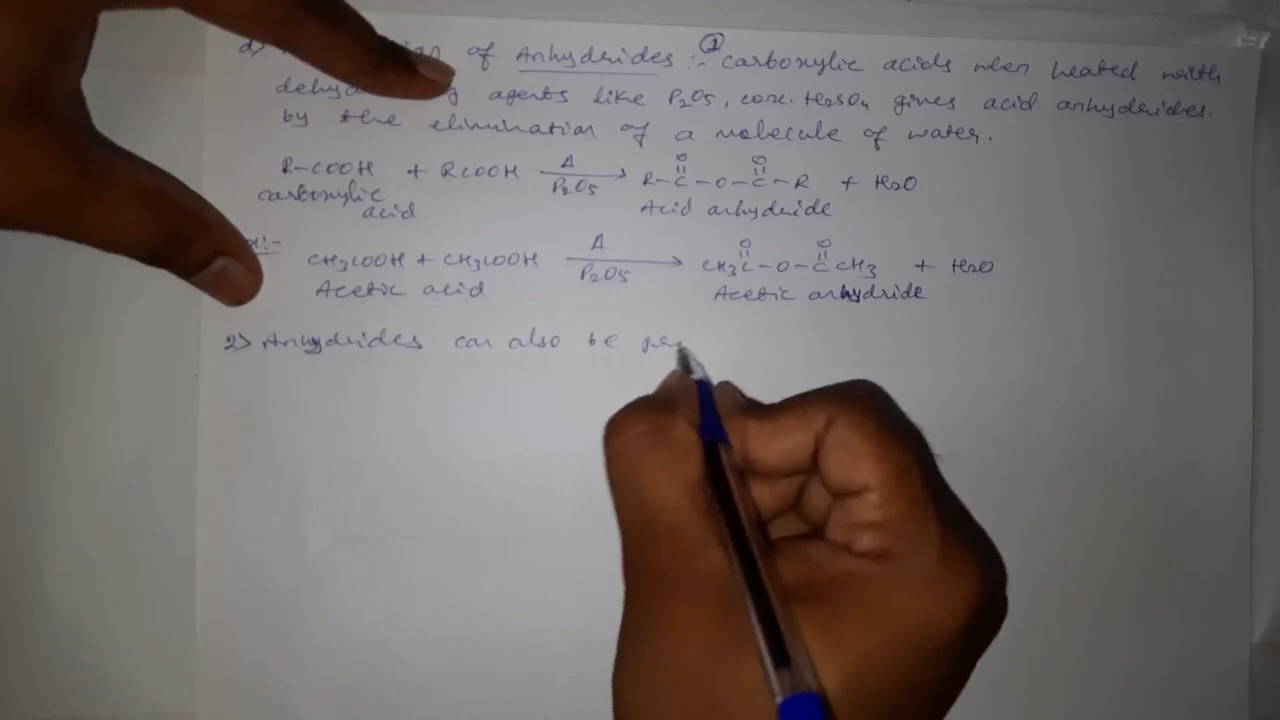 d) of Anhydrides :- ① carboxylic acids when heated with
agents like P2O5, conc. H2SO4 gives acid anhydrides.
by the elimination of a molecule of water.
R-COOH + RCOOH Δ P2O5 → R-C(=O)-O-C(=O)-R + H2O
carboxylic acid Acid anhydride
CH3COOH + CH3COOH Δ P2O5 → CH3C(=O)-O-C(=O)CH3 + H2O
Acetic acid Acetic anhydride
2) Anhydrides can also be